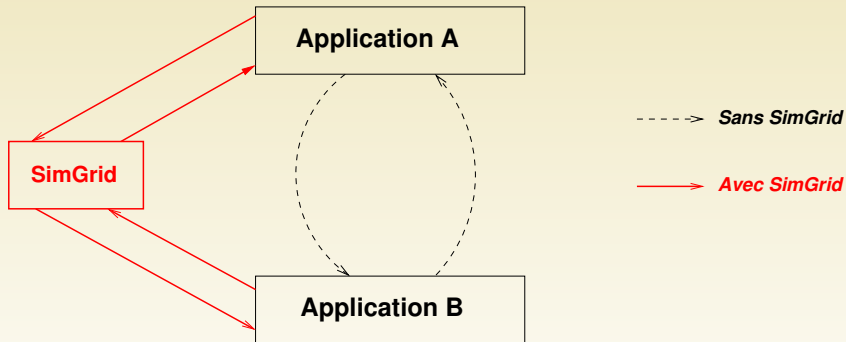 Application A
Sans SimGrid
SimGrid
Avec SimGrid
Application B